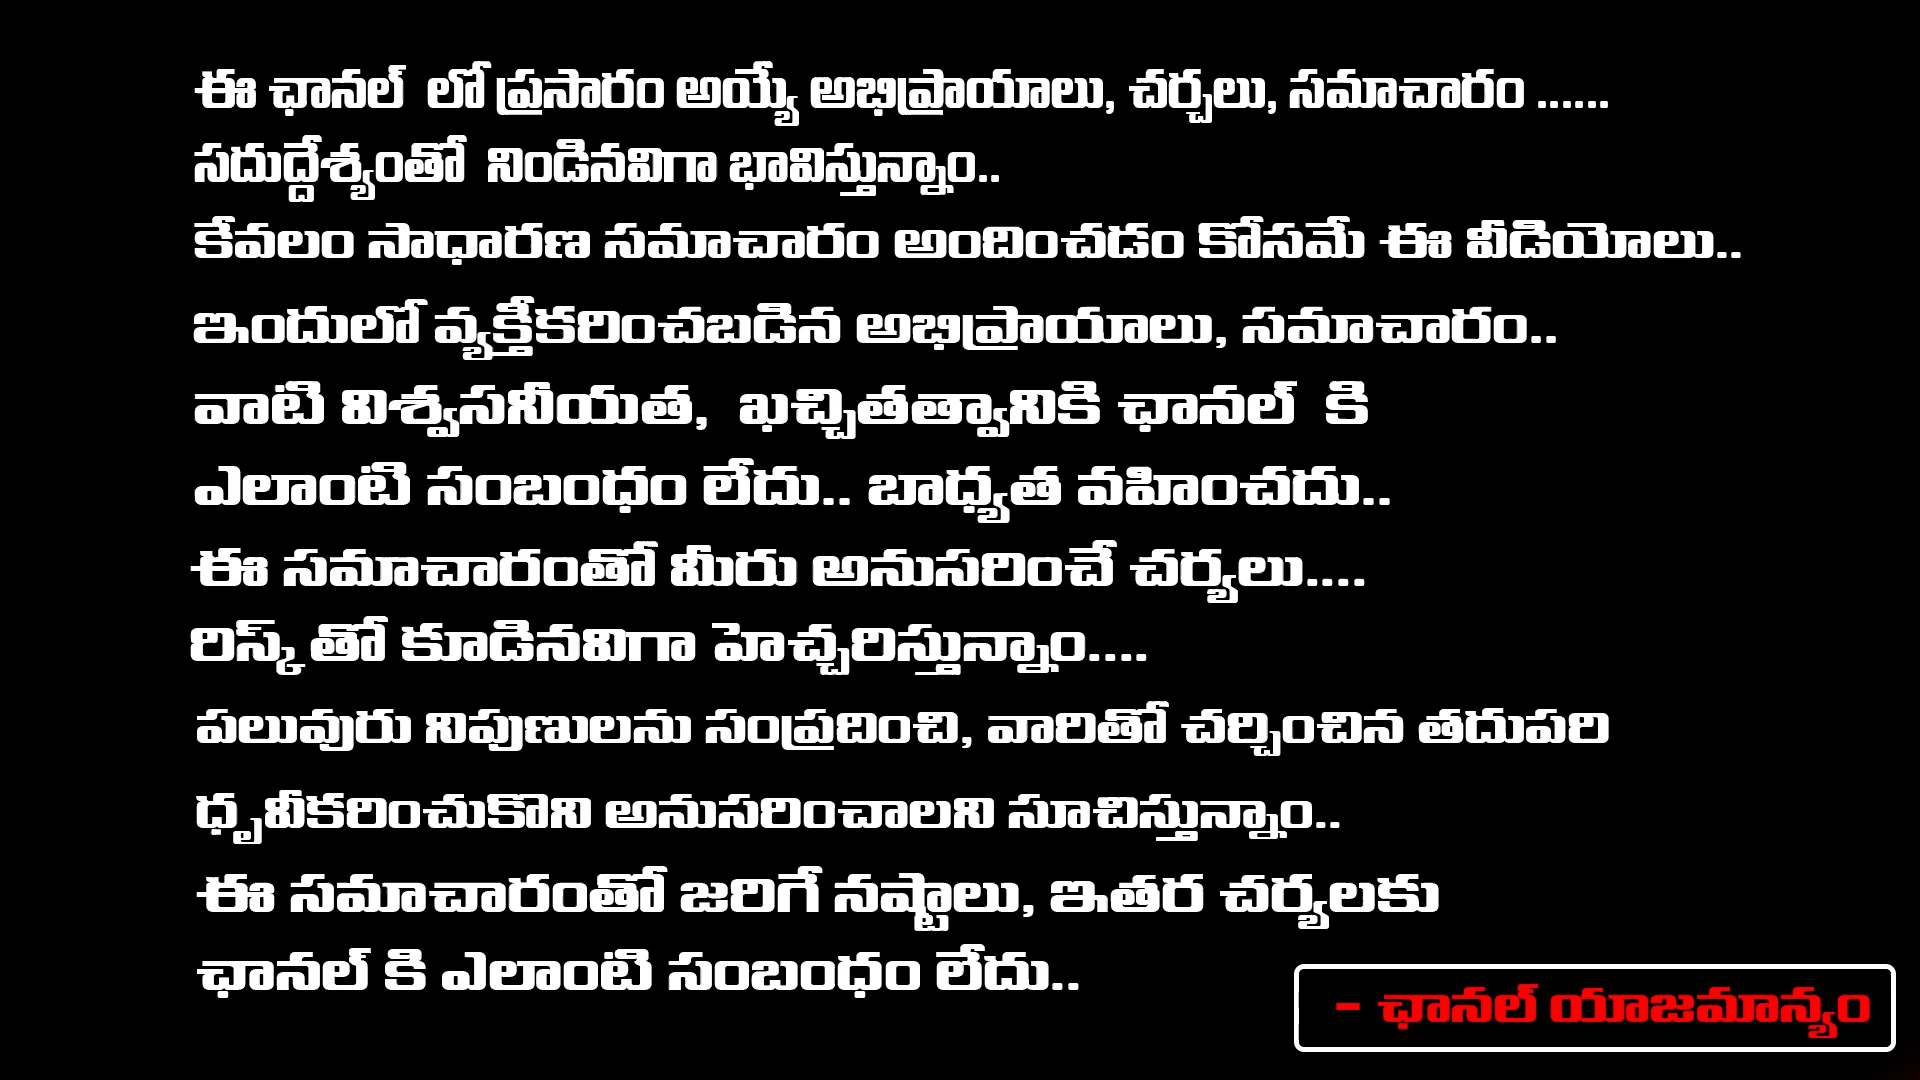 ఈ ఛానల్ లో ప్రసారం అయ్యే అభిప్రాయాలు, చర్చలు, సమాచారం ......
సదుద్దేశ్యంతో నిండినవిగా భావిస్తున్నాం..
కేవలం సాధారణ సమాచారం అందించడం కోసమే ఈ వీడియోలు..
ఇందులో వ్యక్తీకరించబడిన అభిప్రాయాలు, సమాచారం..
వాటి విశ్వసనీయత, ఖచ్చితత్వానికి ఛానల్ కి
ఎలాంటి సంబంధం లేదు.. బాధ్యత వహించదు..
ఈ సమాచారంతో మీరు అనుసరించే చర్యలు....
రిస్క్ తో కూడినవిగా హెచ్చరిస్తున్నాం....
పలువురు నిపుణులను సంప్రదించి, వారితో చర్చించిన తదుపరి
ధృవీకరించుకొని అనుసరించాలని సూచిస్తున్నాం..
ఈ సమాచారంతో జరిగే నష్టాలు, ఇతర చర్యలకు
ఛానల్ కి ఎలాంటి సంబంధం లేదు..
- ఛానల్ యాజమాన్యం